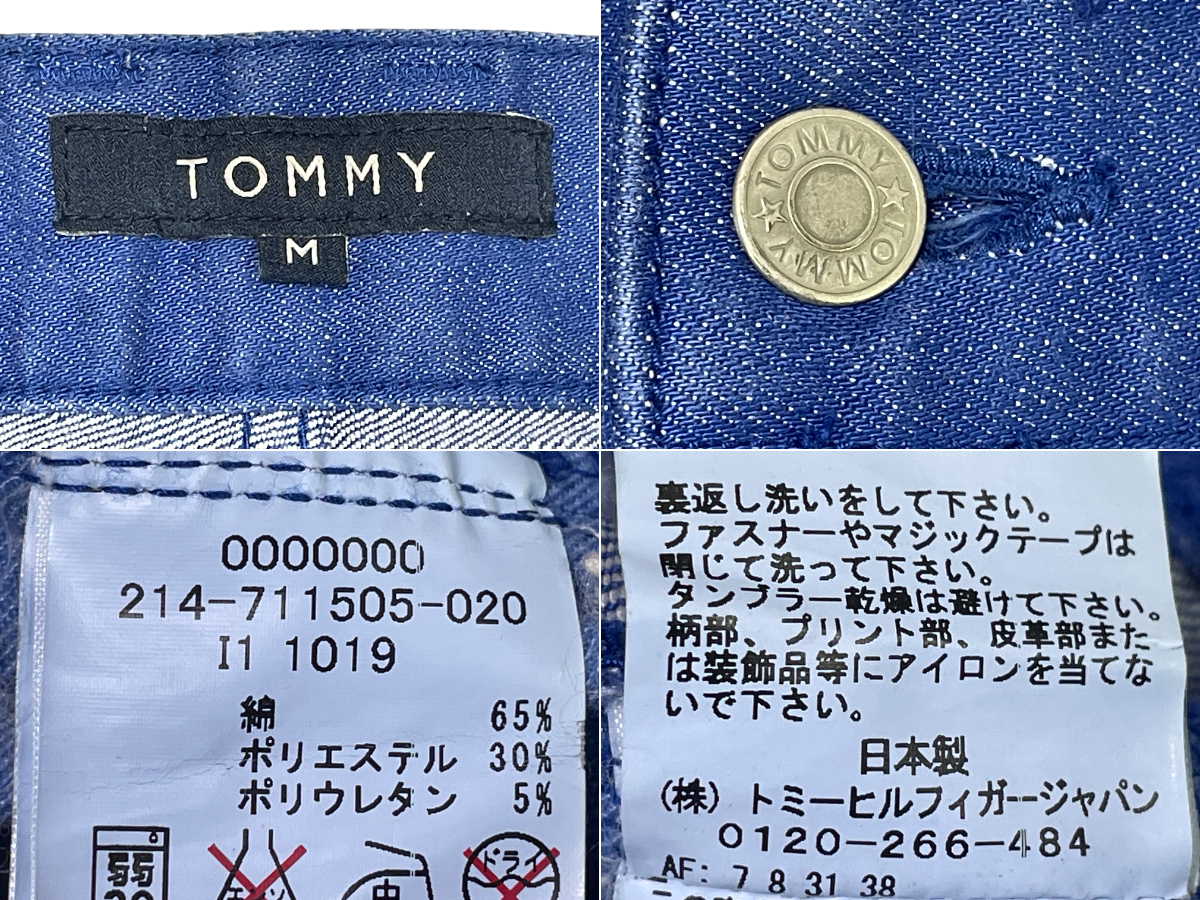 TOMMY
M
TOMMY TOMMY
0000000
214-711505-020
I1 1019
綿 65%
ポリエステル 30%
ポリウレタン 5%
弱
30
中
ドライ
裏返し洗いをして下さい。
ファスナーやマジックテープは
閉じて洗って下さい。
タンブラー乾燥は避けて下さい。
柄部、プリント部、皮革部また
は装飾品等にアイロンを当てな
いで下さい。
日本製
(株) トミーヒルフィガージャパン
0120-266-484
AF: 7 8 31 38